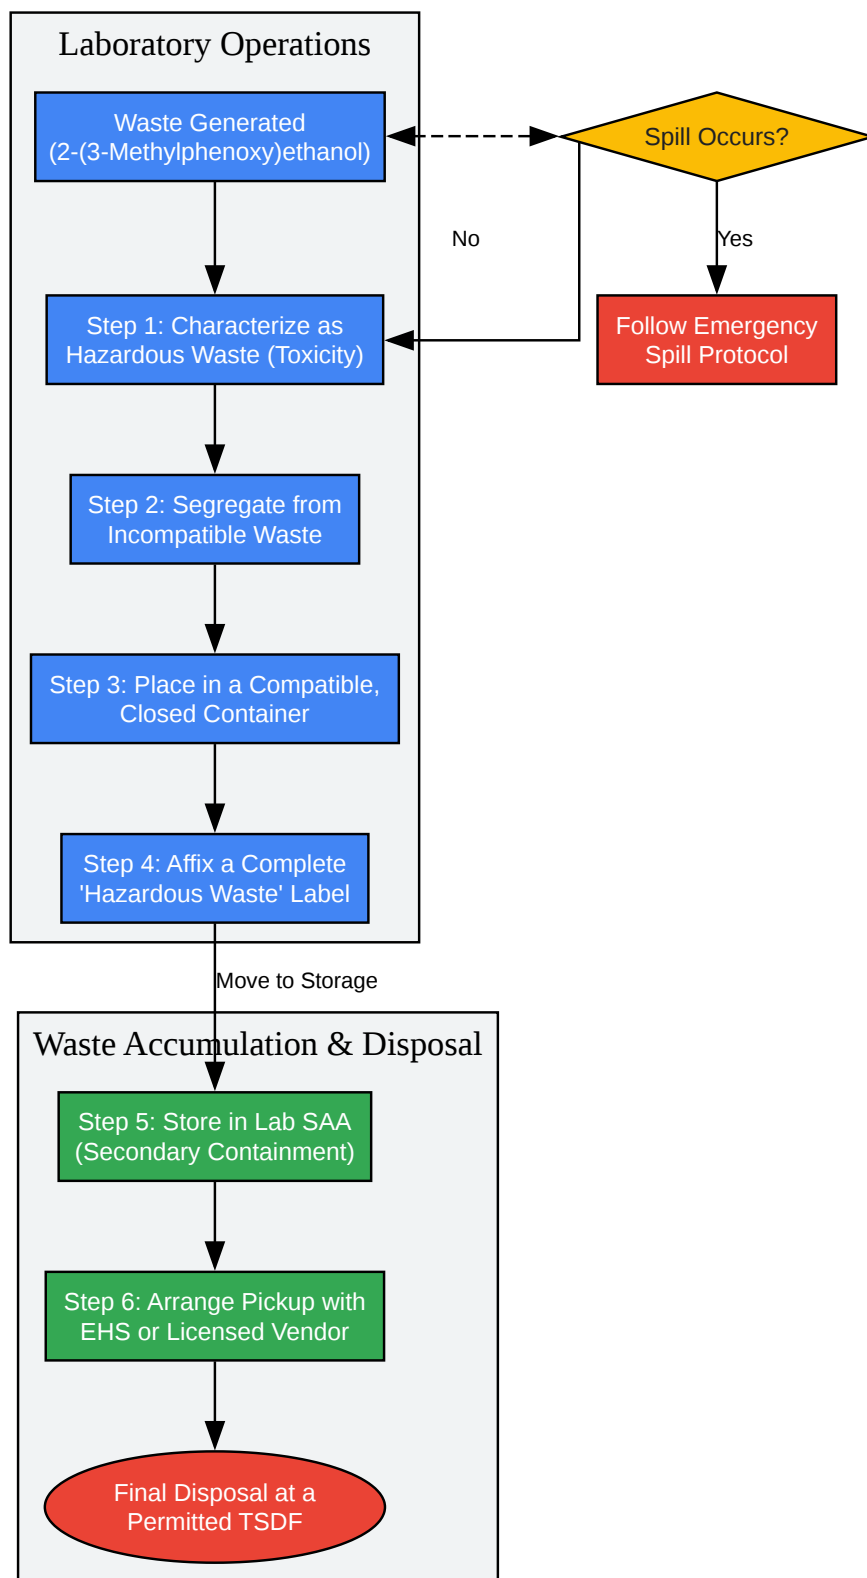 Laboratory Operations
Waste Generated
(2-(3-Methylphenoxy)ethanol)
Spill Occurs?
No
Yes
Step 1: Characterize as
Hazardous Waste (Toxicity)
Follow Emergency
Spill Protocol
Step 2: Segregate from
Incompatible Waste
Step 3: Place in a Compatible,
Closed Container
Step 4: Affix a Complete
'Hazardous Waste' Label
Move to Storage
Waste Accumulation & Disposal
Step 5: Store in Lab SAA
(Secondary Containment)
Step 6: Arrange Pickup with
EHS or Licensed Vendor
Final Disposal at a
Permitted TSDF